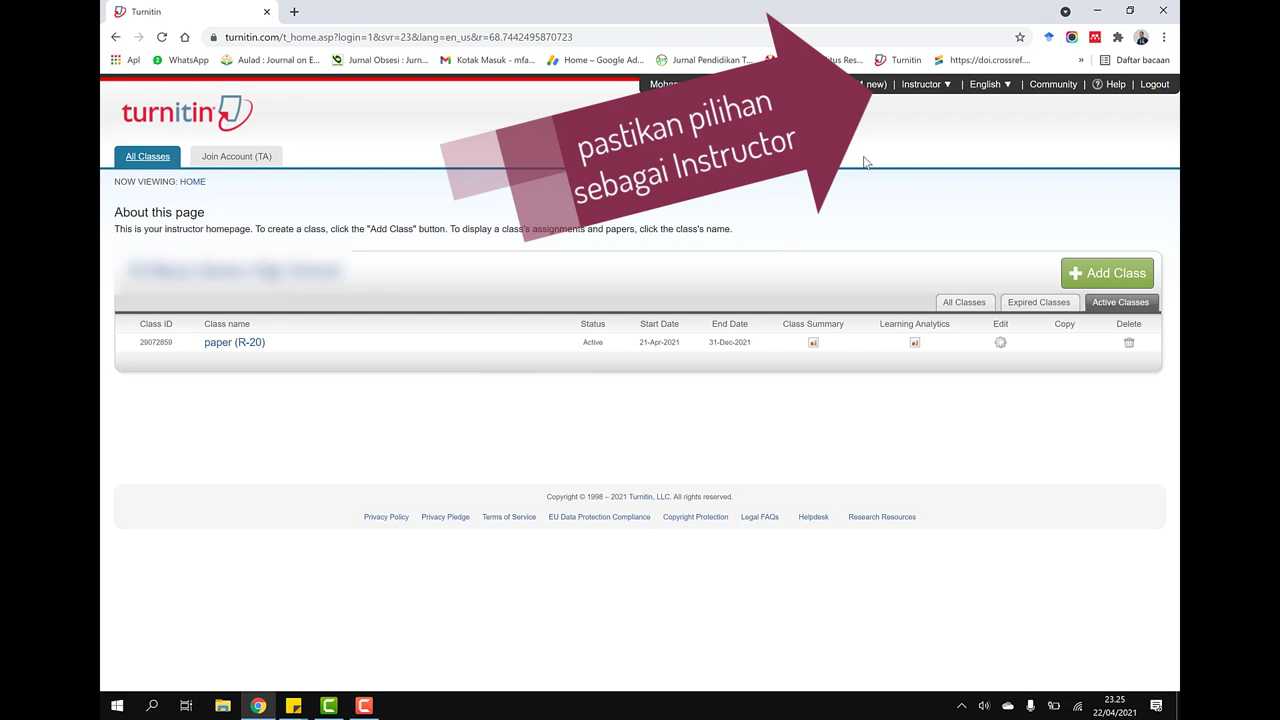 Turnitin
turnitin.com/t_home.asp?login=1&svr=23&lang=en_us&r=68.7442495870723
Apl WhatsApp Aulad : Journal on E... Jurnal Obsesi : Jurn... Kotak Masuk - mfa... Home – Google Ad... Jurnal Pendidikan T... Res... Turnitin https://doi.crossref.... » Daftar bacaan
new) | Instructor ▼ | English ▼ | Community | Help | Logout
turnitin
pastikan pilihan
sebagai Instructor
All Classes Join Account (TA)
NOW VIEWING: HOME
About this page
This is your instructor homepage. To create a class, click the "Add Class" button. To display a class's assignments and papers, click the class's name.
Add Class
All Classes Expired Classes Active Classes
Class ID Class name Status Start Date End Date Class Summary Learning Analytics Edit Copy Delete
29072859 paper (R-20) Active 21-Apr-2021 31-Dec-2021
Copyright © 1998 – 2021 Turnitin, LLC. All rights reserved.
Privacy Policy Privacy Pledge Terms of Service EU Data Protection Compliance Copyright Protection Legal FAQs Helpdesk Research Resources
23.25
22/04/2021